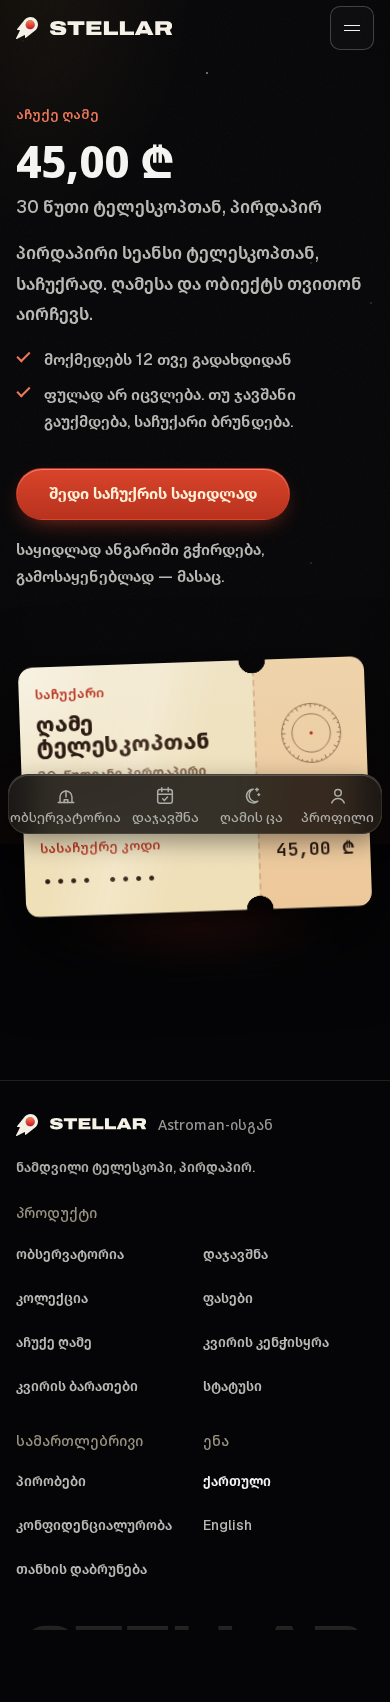 STELLAR
აჩუქე ღამე
45,00 ₾
30 წუთი ტელესკოპთან, პირდაპირ
პირდაპირი სეანსი ტელესკოპთან,
საჩუქრად. ღამესა და ობიექტს თვითონ
აირჩევს.
მოქმედებს 12 თვე გადახდიდან
ფულად არ იცვლება. თუ ჯავშანი
გაუქმდება, საჩუქარი ბრუნდება.
შედი საჩუქრის საყიდლად
საყიდლად ანგარიში გჭირდება,
გამოსაყენებლად — მასაც.
საჩუქარი
ღამე
ტელესკოპთან
ობსერვატორია დაჯავშნა ღამის ცა პროფილი
სასაჩუქრე კოდი
45,00 ₾
•••• ••••
STELLAR Astroman-ისგან
ნამდვილი ტელესკოპი, პირდაპირ.
პროდუქტი
ობსერვატორია დაჯავშნა
კოლექცია ფასები
აჩუქე ღამე კვირის კენჭისყრა
კვირის ბარათები სტატუსი
სამართლებრივი ენა
პირობები ქართული
კონფიდენციალურობა English
თანხის დაბრუნება